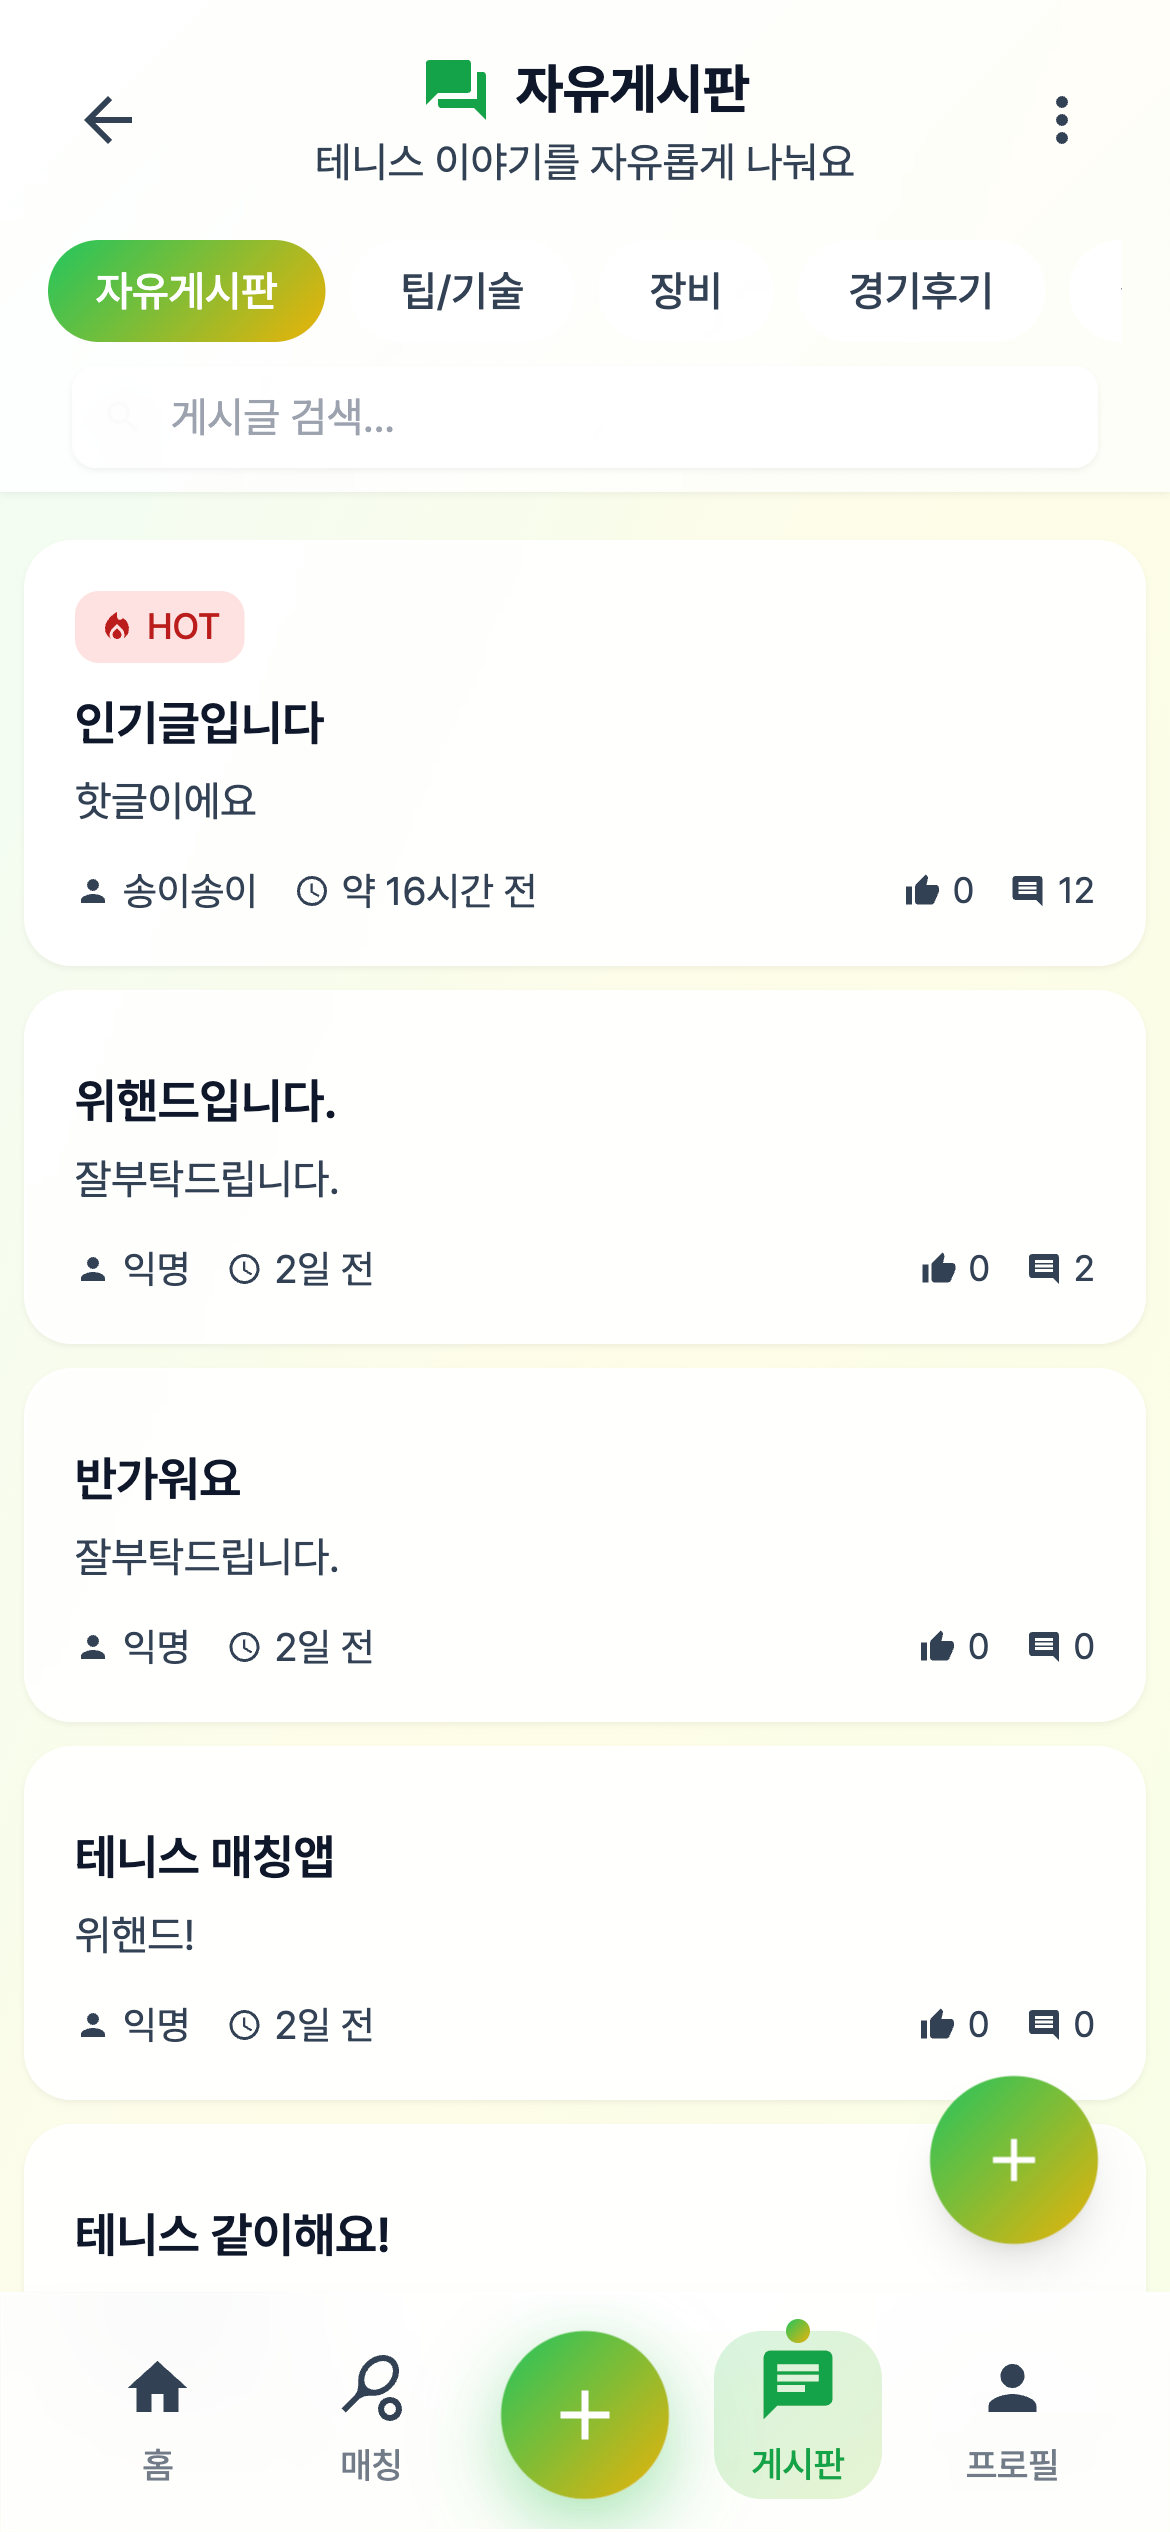 자유게시판
테니스 이야기를 자유롭게 나눠요
자유게시판 팁/기술 장비 경기후기
게시글 검색...
HOT
인기글입니다
핫글이에요
송이송이 약 16시간 전 0 12
위핸드입니다.
잘부탁드립니다.
익명 2일 전 0 2
반가워요
잘부탁드립니다.
익명 2일 전 0 0
테니스 매칭앱
위핸드!
익명 2일 전 0 0
테니스 같이해요!
홈 매칭 게시판 프로필